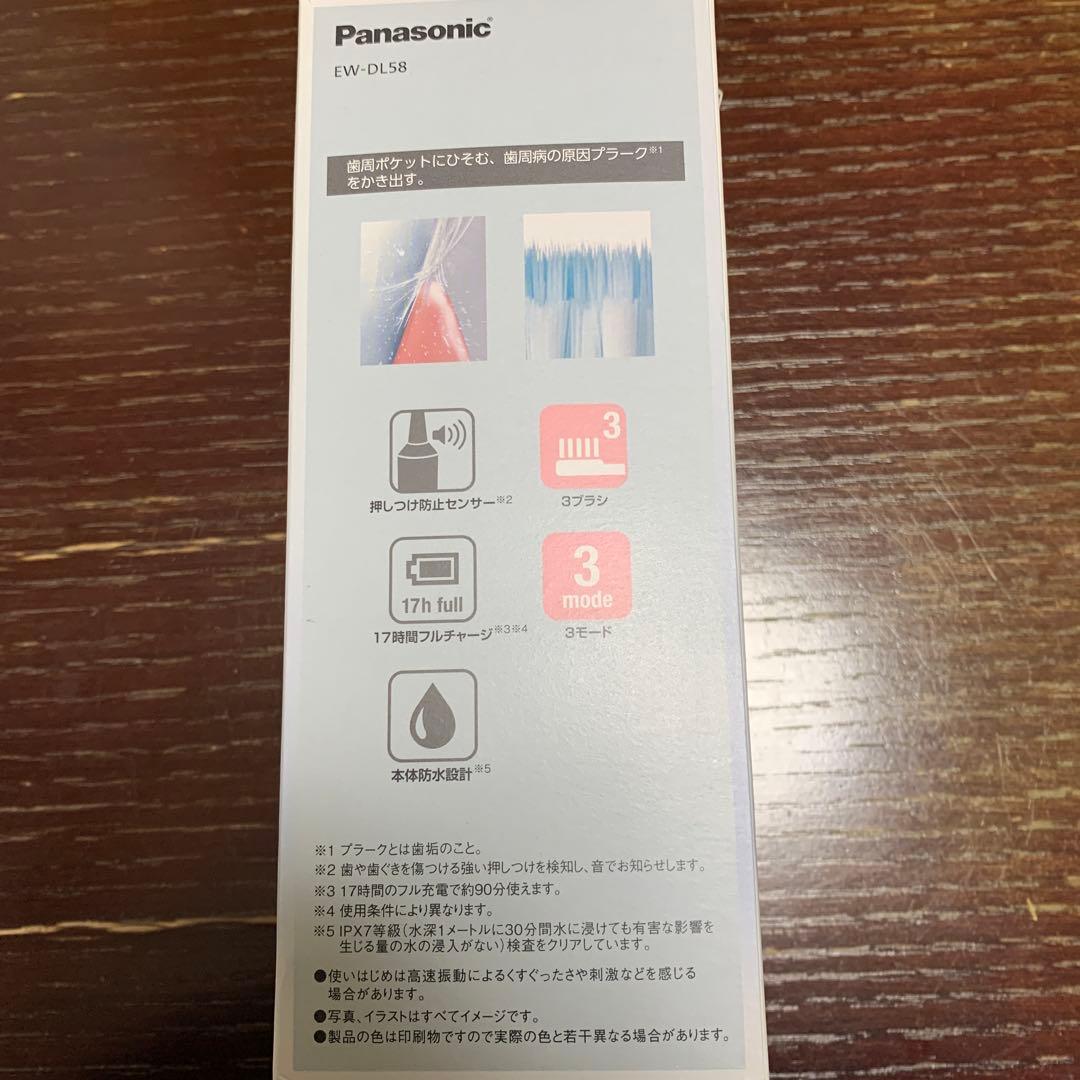 Panasonic
EW-DL58
歯周ポケットにひそむ、歯周病の原因プラーク※1
をかき出す。
3
押しつけ防止センサー※2
3ブラシ
17h full
3
mode
17時間フルチャージ※3※4
3モード
本体防水設計※5
※1 プラークとは歯垢のこと。
※2 歯や歯ぐきを傷つける強い押しつけを検知し、音でお知らせします。
※3 17時間のフル充電で約90分使えます。
※4 使用条件により異なります。
※5 IPX7等級(水深1メートルに30分間水に浸けても有害な影響を
生じる量の水の浸入がない)検査をクリアしています。
●使いはじめは高速振動によるくすぐったさや刺激などを感じる
場合があります。
●写真、イラストはすべてイメージです。
●製品の色は印刷物ですので実際の色と若干異なる場合があります。